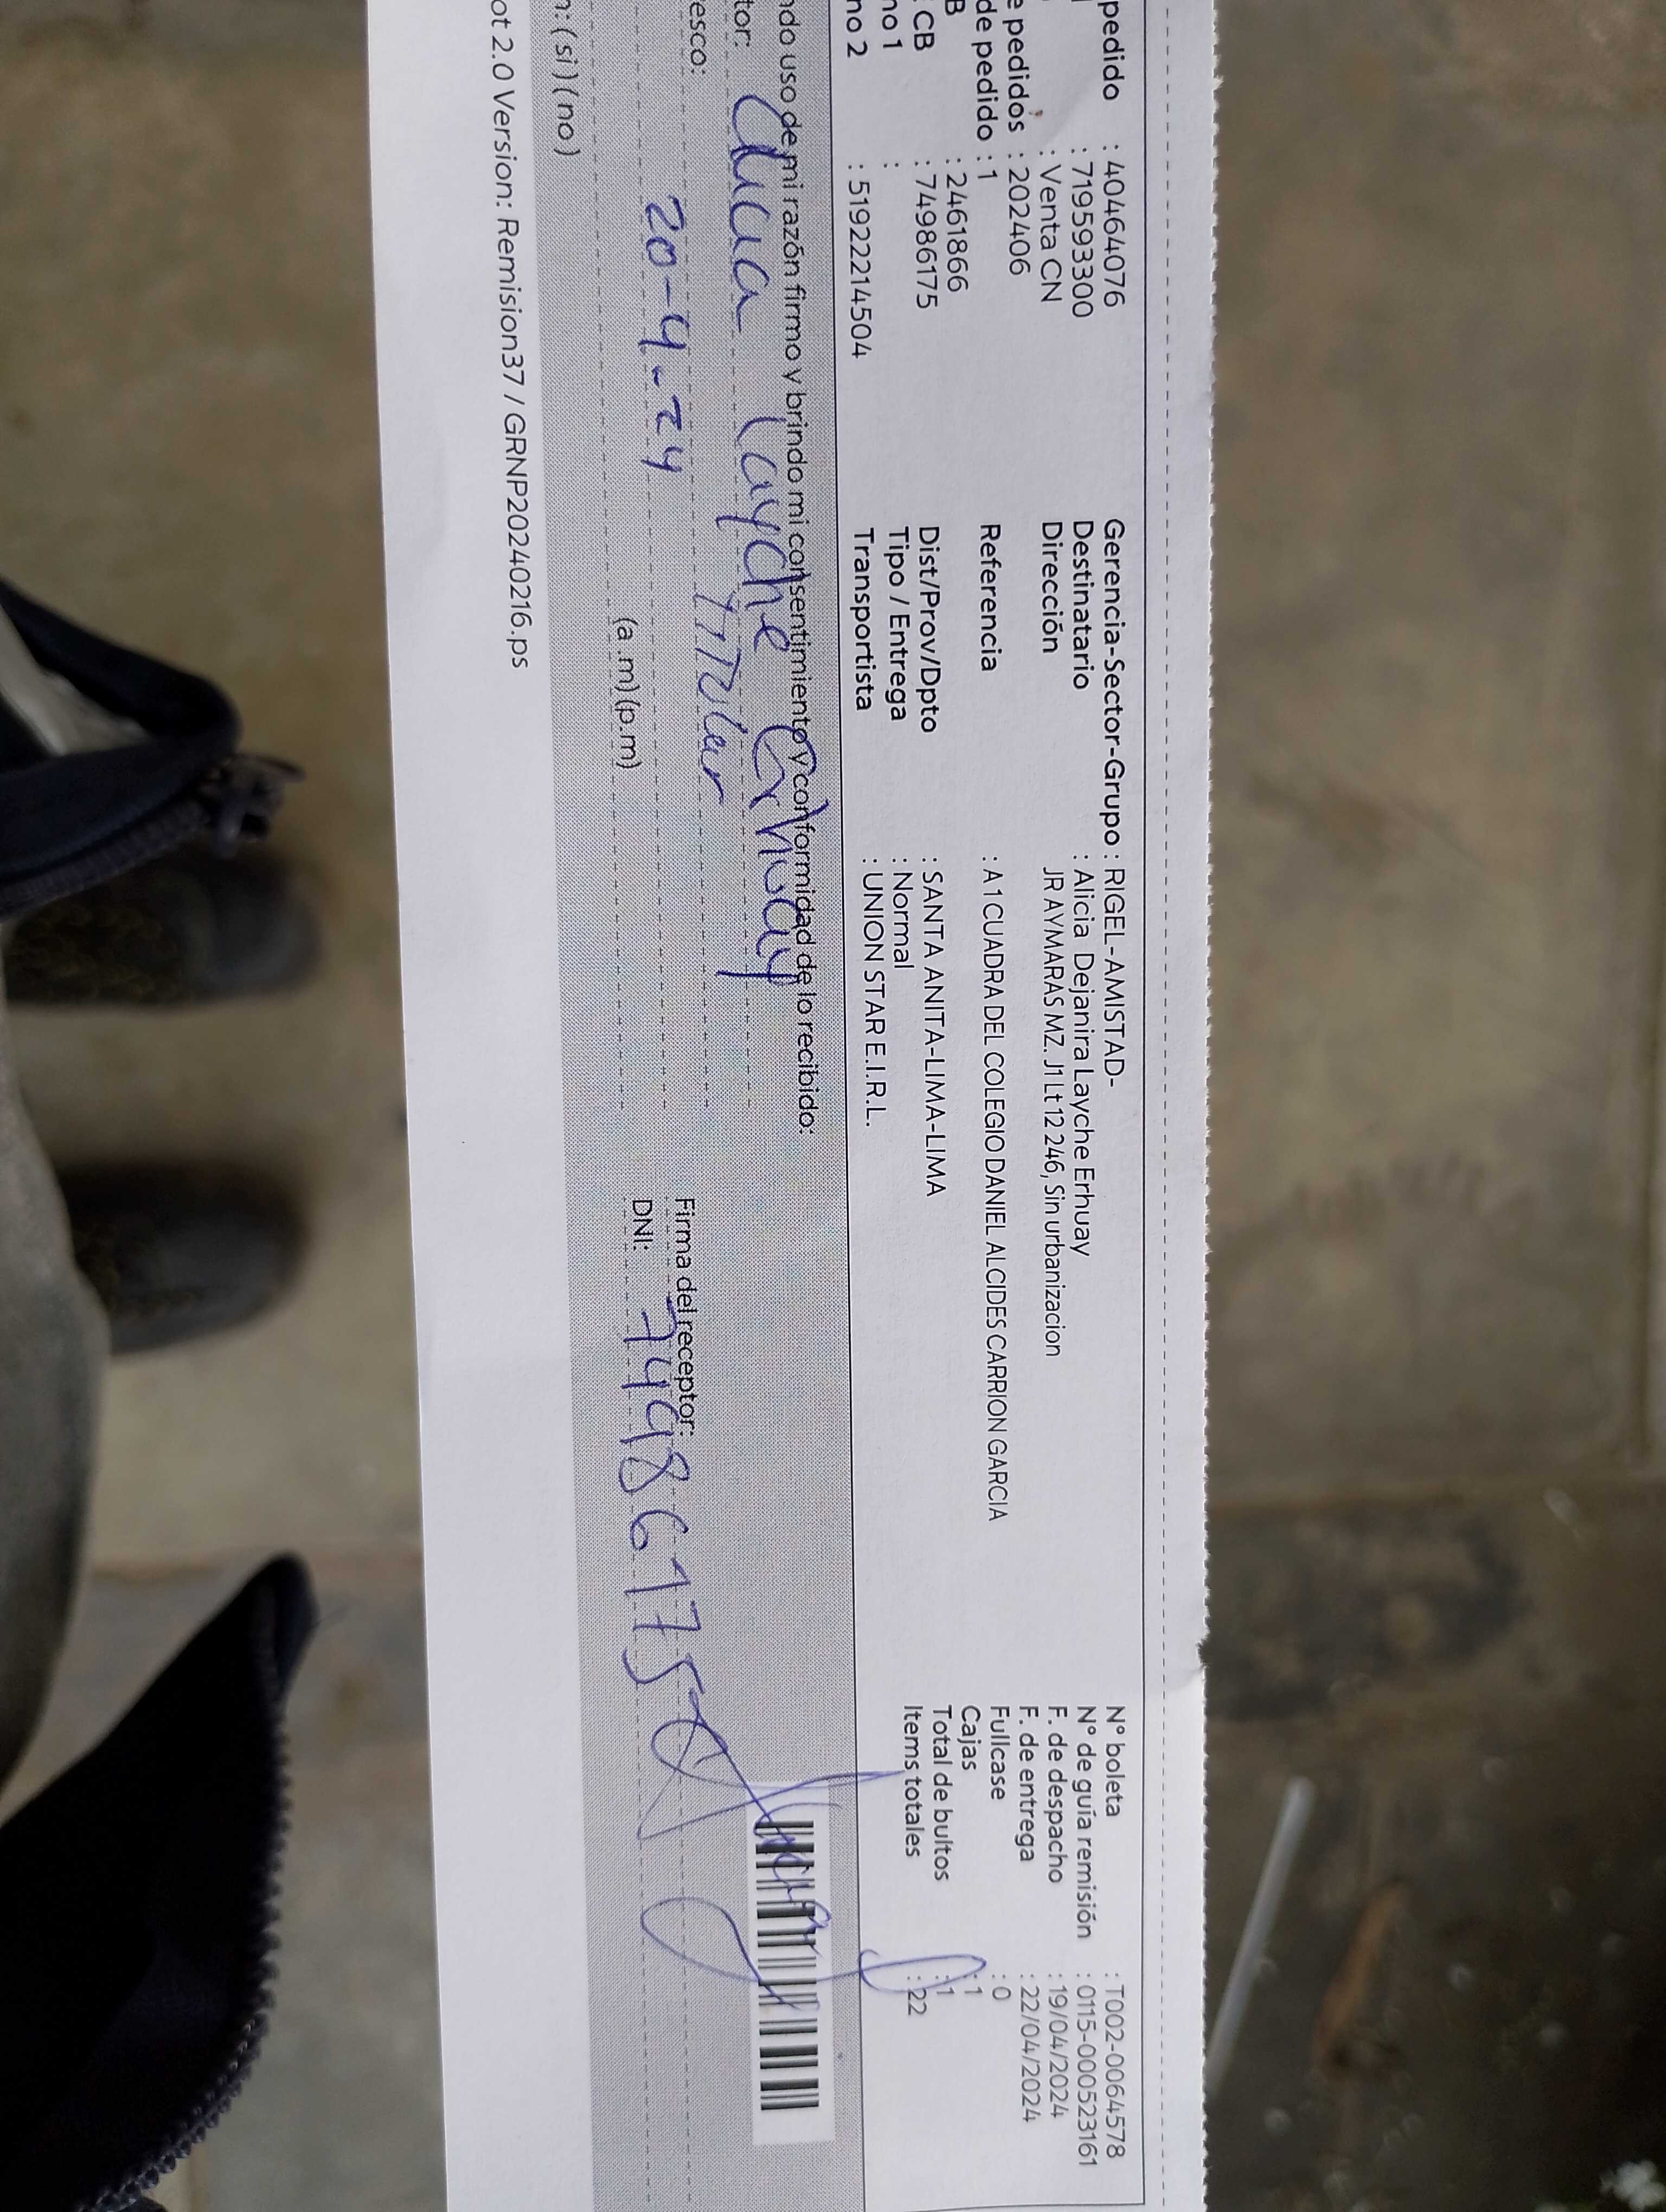 pedido : 40464076
: 719593300
: Venta CN
e pedidos : 202406
de pedido : 1
B : 2461866
CB : 74986175
no 1 :
no 2 : 51922214504
Gerencia-Sector-Grupo : RIGEL-AMISTAD-
Destinatario : Alicia Dejanira Layche Erhuay
Dirección JR AYMARAS MZ. J1 Lt 12 246, Sin urbanizacion
Referencia : A 1 CUADRA DEL COLEGIO DANIEL ALCIDES CARRION GARCIA
Dist/Prov/Dpto : SANTA ANITA-LIMA-LIMA
Tipo / Entrega : Normal
Transportista : UNION STAR E.I.R.L.
N° boleta : T002-0064578
N° de guía remisión : 0115-000523161
F. de despacho : 19/04/2024
F. de entrega : 22/04/2024
Fullcase : 0
Cajas : 1
Total de bultos : 1
Items totales : 22
ndo uso de mi razón firmo y brindo mi consentimiento y conformidad de lo recibido:
tor: Layche Erhuay
esco: Titular
20-4-24
(a.m)(p.m)
Firma del receptor:
DNI: 74986175
n: (si) (no)
ot 2.0 Version: Remision37 / GRNP20240216.ps